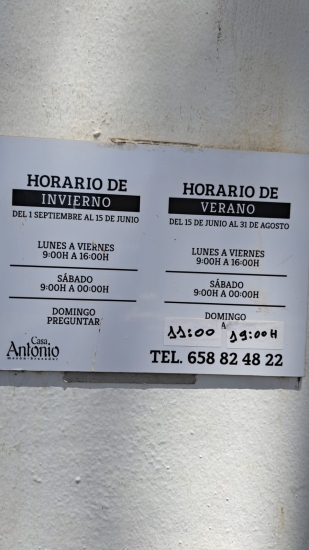 HORARIO DE
INVIERNO
DEL 1 SEPTIEMBRE AL 15 DE JUNIO
LUNES A VIERNES
9:00H A 16:00H
SÁBADO
9:00H A 00:00H
DOMINGO
PREGUNTAR
Casa
Antonio
HORARIO DE
VERANO
DEL 15 DE JUNIO AL 31 DE AGOSTO
LUNES A VIERNES
9:00H A 16:00H
SÁBADO
9:00H A 00:00H
DOMINGO
11:00 A 19:00H
TEL. 658 82 48 22